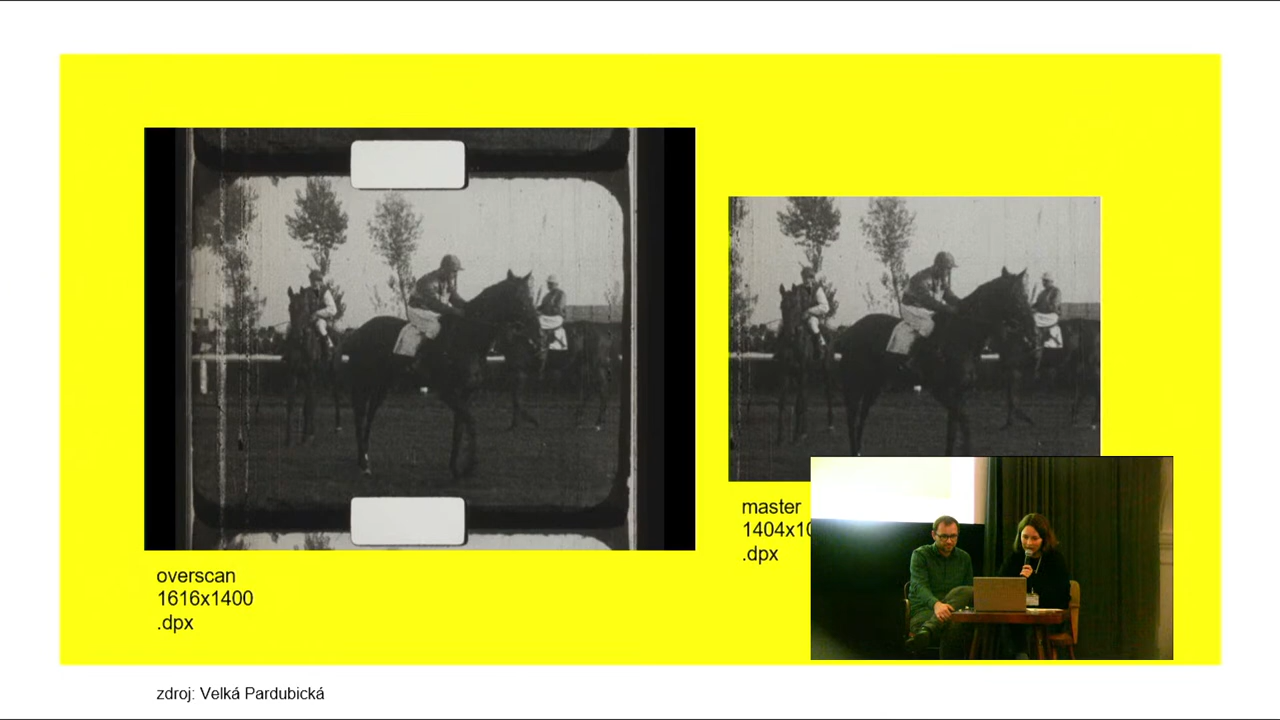 overscan
1616x1400
.dpx
master
.dpx
zdroj: Velká Pardubická